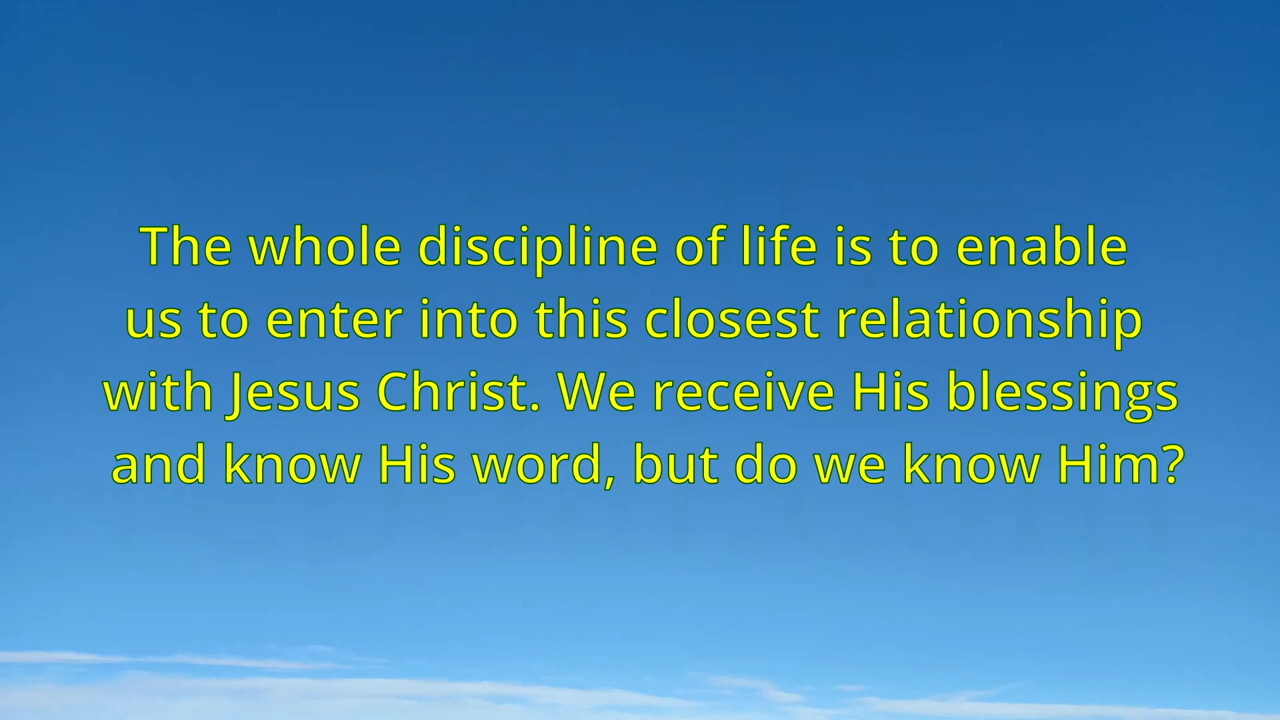 The whole discipline of life is to enable
us to enter into this closest relationship
with Jesus Christ. We receive His blessings
and know His word, but do we know Him?